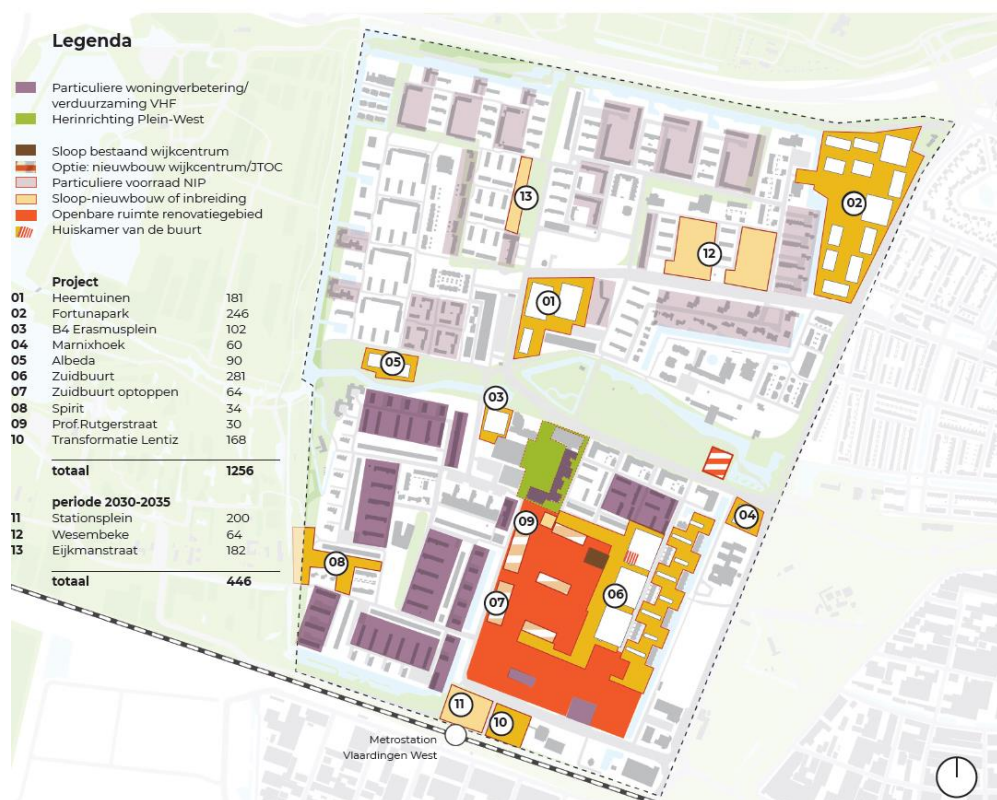 Legenda
Particuliere woningverbetering/
verduurzaming VHF
Herinrichting Plein-West
Sloop bestaand wijkcentrum
Optie: nieuwbouw wijkcentrum/JTOC
Particuliere voorraad NIP
Sloop-nieuwbouw of inbreiding
Openbare ruimte renovatiegebied
Huiskamer van de buurt
Project
01 Heemtuinen 181
02 Fortunapark 246
03 B4 Erasmusplein 102
04 Marnixhoek 60
05 Albeda 90
06 Zuidbuurt 281
07 Zuidbuurt optoppen 64
08 Spirit 34
09 Prof.Rutgerstraat 30
10 Transformatie Lentiz 168
totaal 1256
periode 2030-2035
11 Stationsplein 200
12 Wesembeke 64
13 Eijkmanstraat 182
totaal 446
13
02
12
01
05
03
04
09
08
06
07
11
10
Metrostation
Vlaardingen West